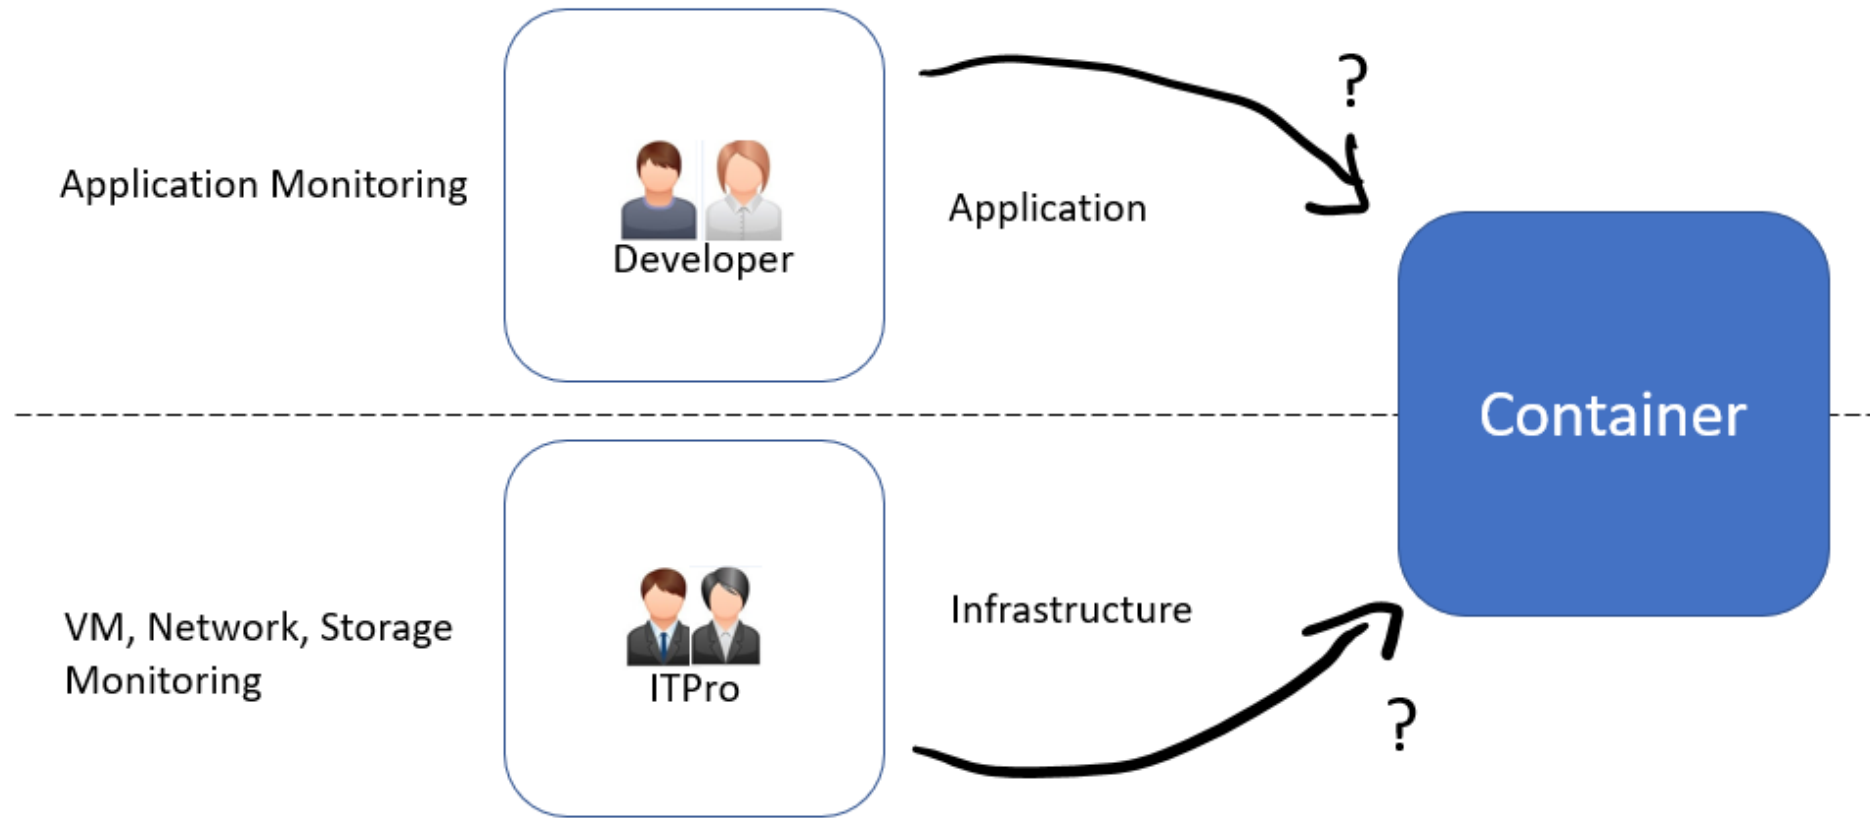 Application Monitoring
Developer
Application
?
Container
VM, Network, Storage
Monitoring
ITPro
Infrastructure
?